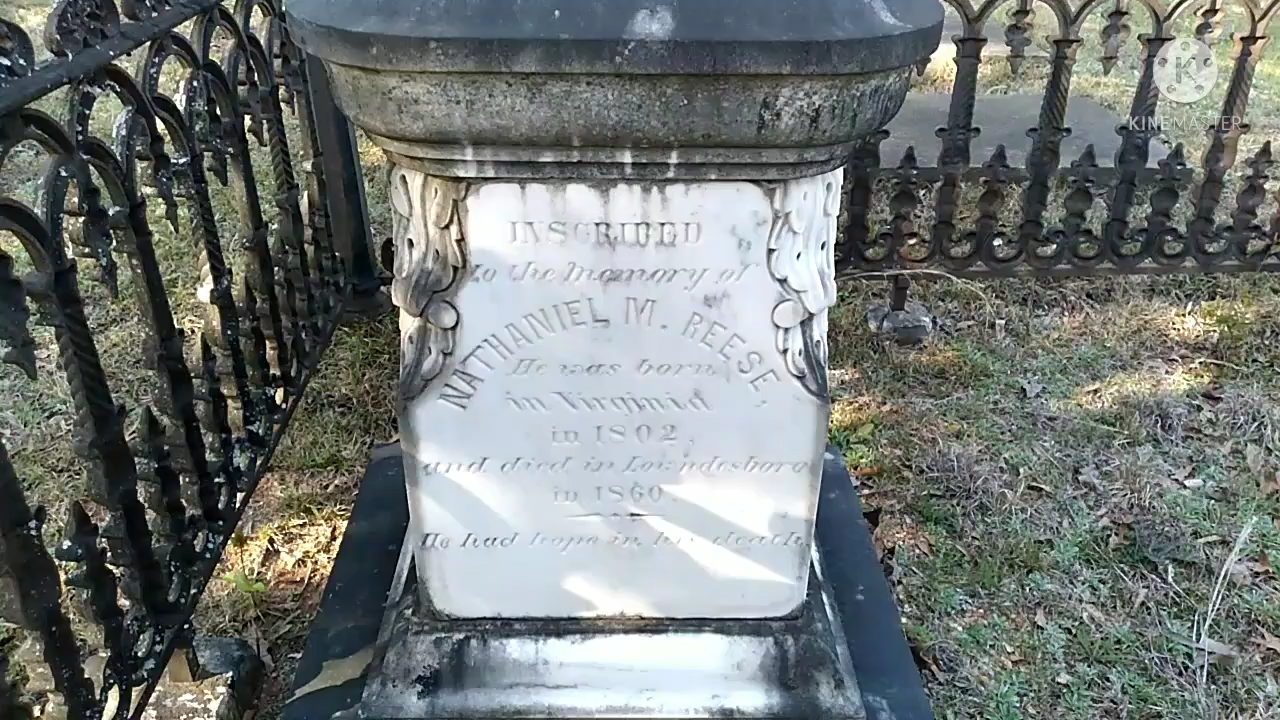 K
KINEMASTER
INSCRIBED
to the memory of
NATHANIEL M. REESE,
He was born
in Virginia
in 1802,
and died in Lowndesboro
in 1860.
He had hope in his death